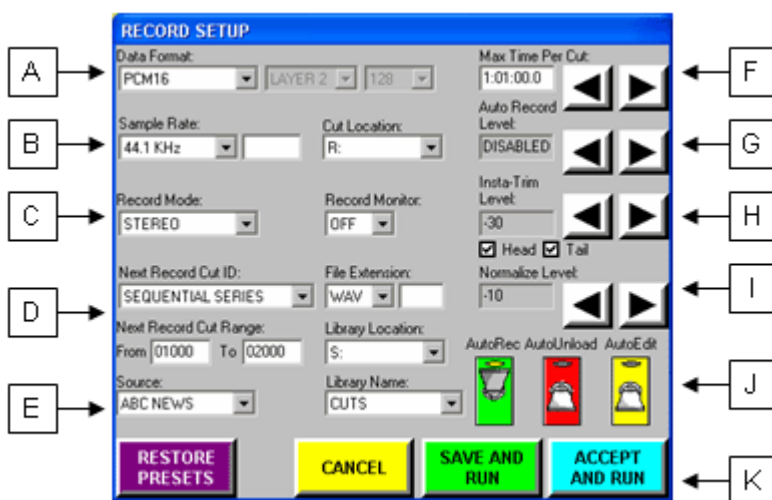 RECORD SETUP
Data Format:
PCM16 LAYER 2 128
Max Time Per Cut:
1:01:00.0
A
F
Sample Rate:
44.1 KHz
Cut Location:
R:
Auto Record
Level:
DISABLED
B
G
Record Mode:
STEREO
Record Monitor:
OFF
Insta-Trim
Level:
-30
Head Tail
C
H
Next Record Cut ID:
SEQUENTIAL SERIES
File Extension:
WAV
Normalize Level:
-10
D
I
Next Record Cut Range:
From 01000 To 02000
Library Location:
S:
AutoRec AutoUnload AutoEdit
Source:
ABC NEWS
Library Name:
CUTS
E
J
RESTORE
PRESETS
CANCEL
SAVE AND
RUN
ACCEPT
AND RUN
K